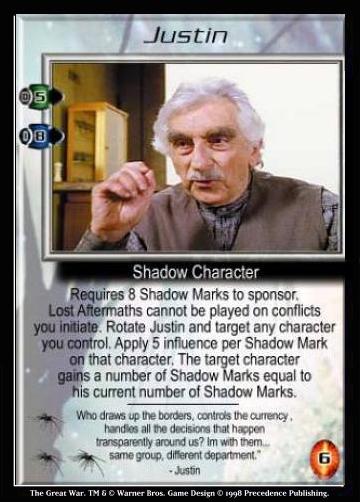 Justin
5
8
Shadow Character
Requires 8 Shadow Marks to sponsor.
Lost Aftermaths cannot be played on conflicts
you initiate. Rotate Justin and target any character
you control. Apply 5 influence per Shadow Mark
on that character. The target character
gains a number of Shadow Marks equal to
his current number of Shadow Marks.
Who draws up the borders, controls the currency,
handles all the decisions that happen
transparently around us? Im with them...
same group, different department."
- Justin
6
The Great War. TM & © Warner Bros. Game Design © 1998 Precedence Publishing.